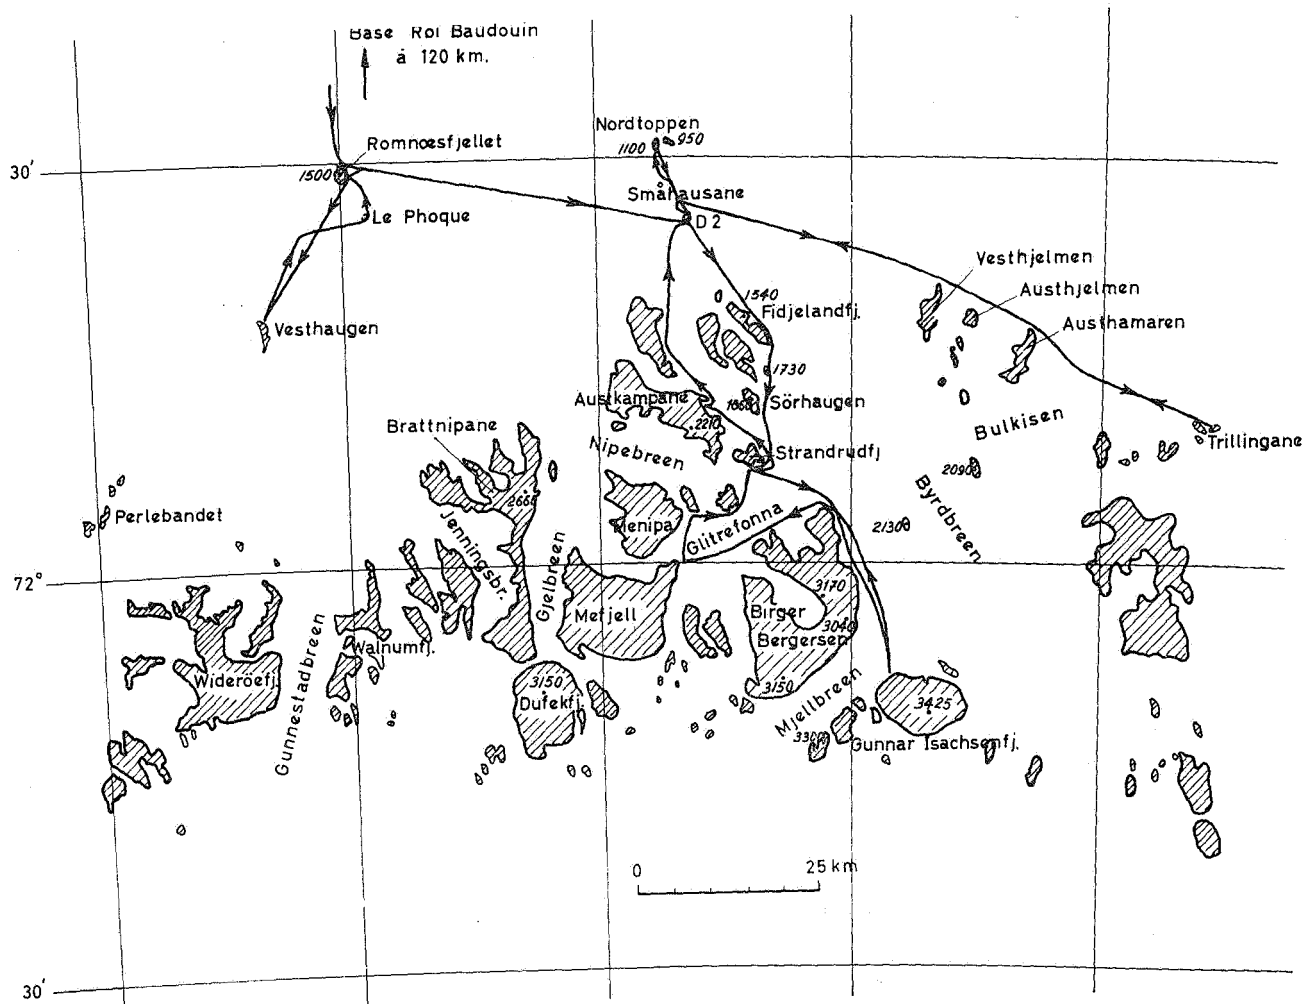 Base Roi Baudouin
à 120 km.
Nordtoppen
950
1100
Romnœsfjellet
30'
1500
Småhausane
Le Phoque
D2
Vesthjelmen
Austhjelmen
1540
Fidjelandfj.
Vesthaugen
Austhamaren
1730
Austkampane
1860
Sörhaugen
2210
Brattnipane
Bulkisen
Nipebreen
Strandrudfj
Trillingane
2090
2660
Byrdbreen
Perlebandet
Menipa
Glitrefonna
2130
Jenningsbr.
Gjelbreen
72°
3170
Mefjell
Birger
Bergersen
3040
Gunnestadbreen
Walnumfj.
Wideröefj.
3150
Dufekfj.
3150
Mjellbreen
3425
3300
Gunnar Isachsenfj.
0
25 km
30'